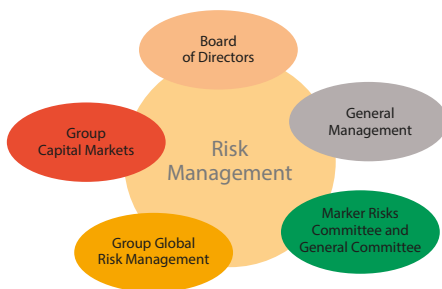 Board
of Directors
General
Management
Group
Capital Markets
Risk
Management
Marker Risks
Committee and
General Committee
Group Global
Risk Management